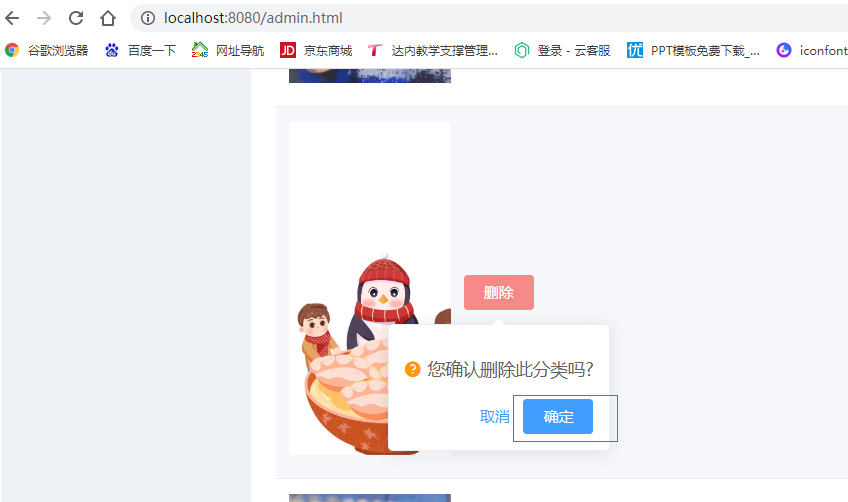 localhost:8080/admin.html
谷歌浏览器 百度一下 2345 网址导航 JD 京东商城 达内教学支撑管理... 登录 - 云客服 优 PPT模板免费下载_... iconfont
删除
? 您确认删除此分类吗?
取消 确定